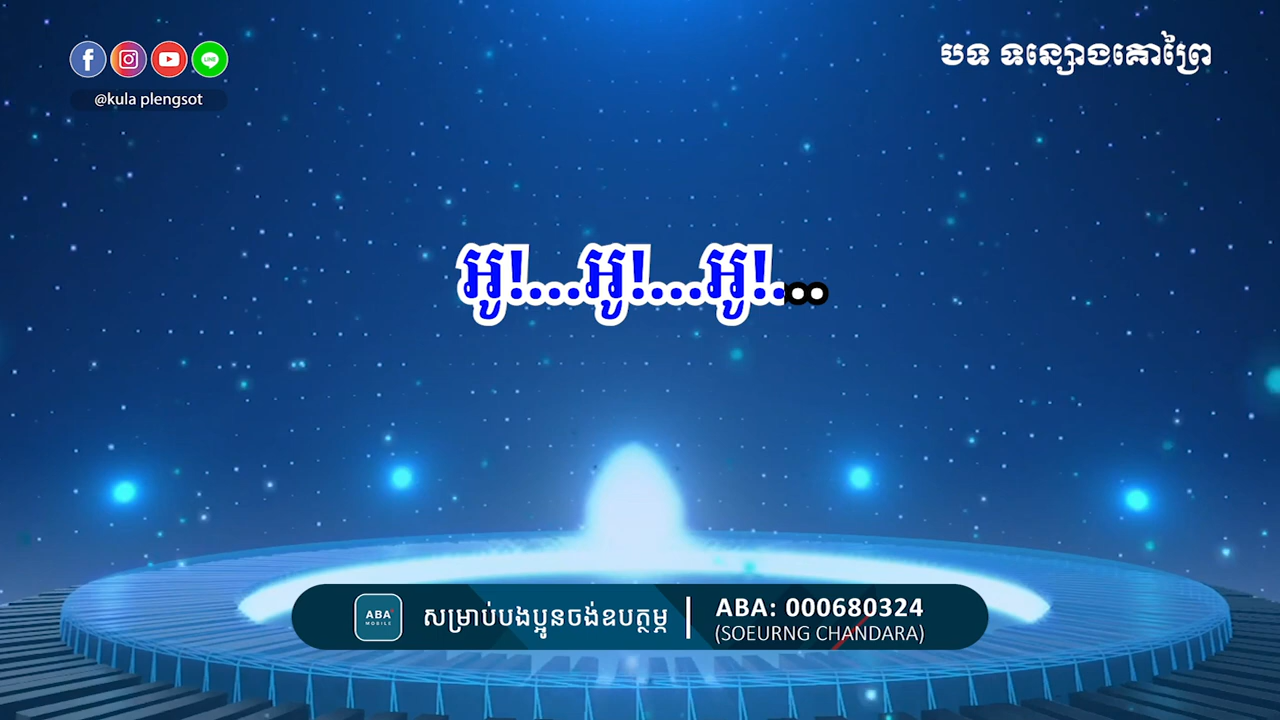 @kula plengsot
បទ ទន្សោងគោព្រៃ
អូ!...អូ!...អូ!...
ABA
MOBILE
សម្រាប់បងប្អូនចង់ឧបត្ថម្ភ
ABA: 000680324
(SOEURNG CHANDARA)